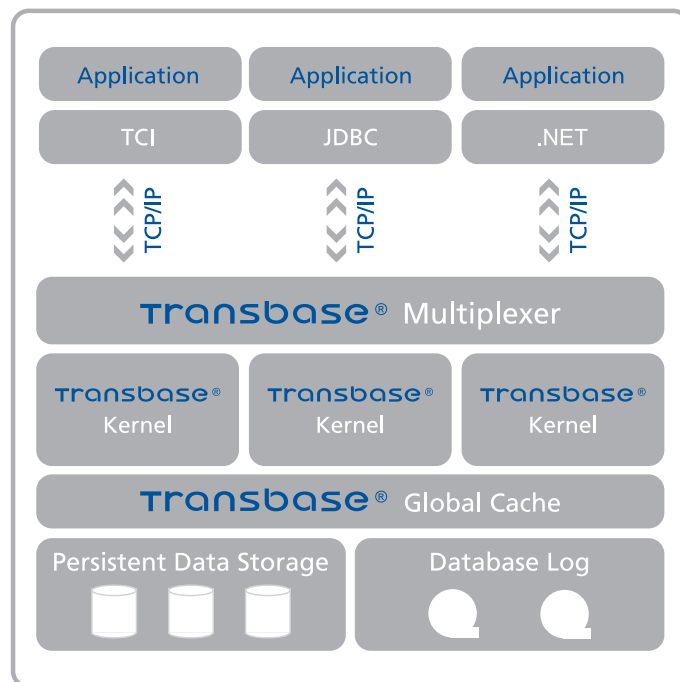 Application Application Application
TCI JDBC .NET
TCP/IP TCP/IP TCP/IP
Transbase® Multiplexer
Transbase® Transbase® Transbase®
Kernel Kernel Kernel
Transbase® Global Cache
Persistent Data Storage Database Log